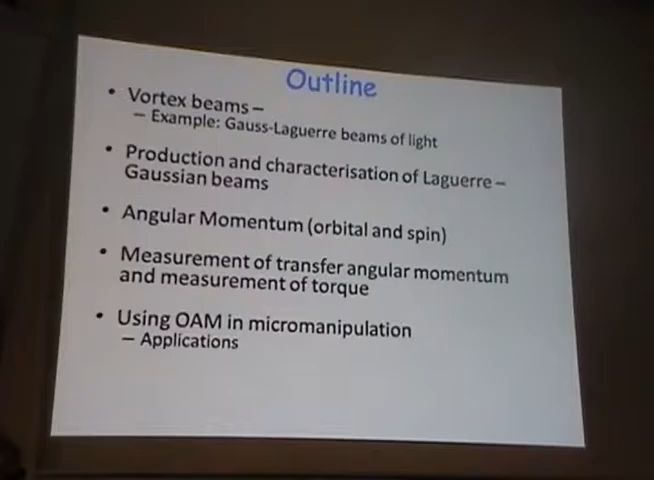 Outline
• Vortex beams –
– Example: Gauss-Laguerre beams of light
• Production and characterisation of Laguerre –
Gaussian beams
• Angular Momentum (orbital and spin)
• Measurement of transfer angular momentum
and measurement of torque
• Using OAM in micromanipulation
– Applications